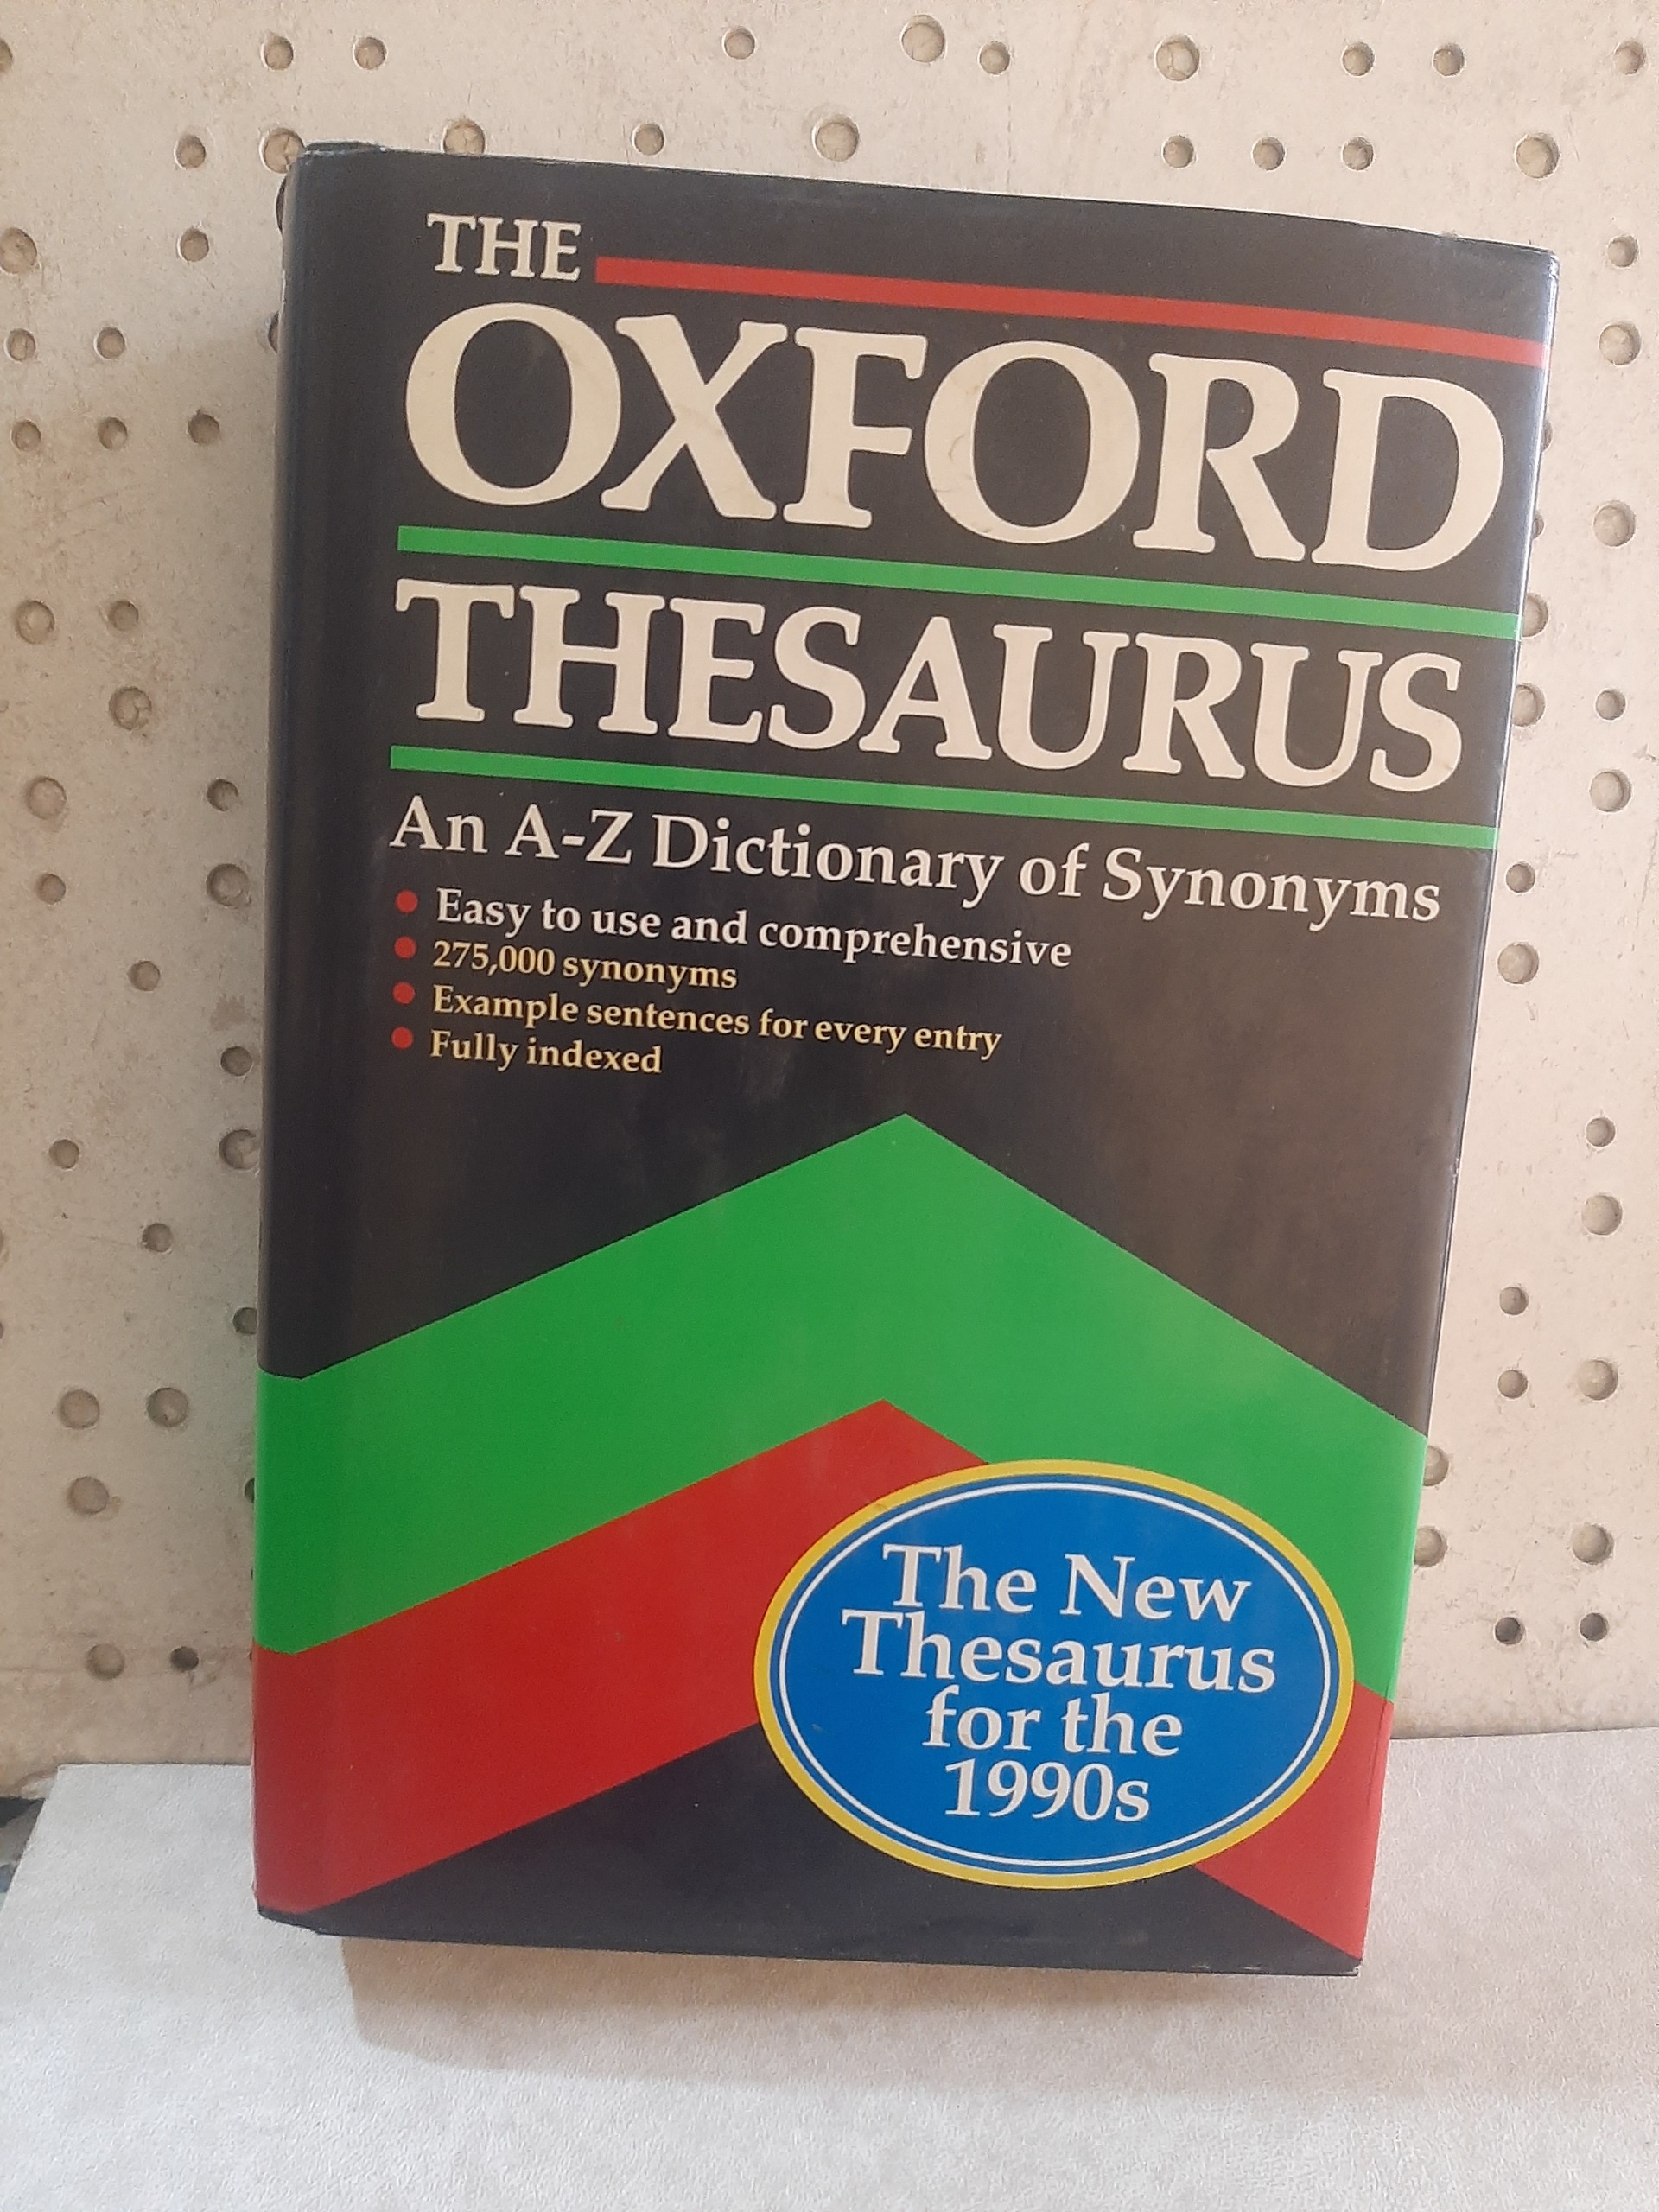 THE
OXFORD
THESAURUS
An A-Z Dictionary of Synonyms
Easy to use and comprehensive
275,000 synonyms
Example sentences for every entry
Fully indexed
The New
Thesaurus
for the
1990s